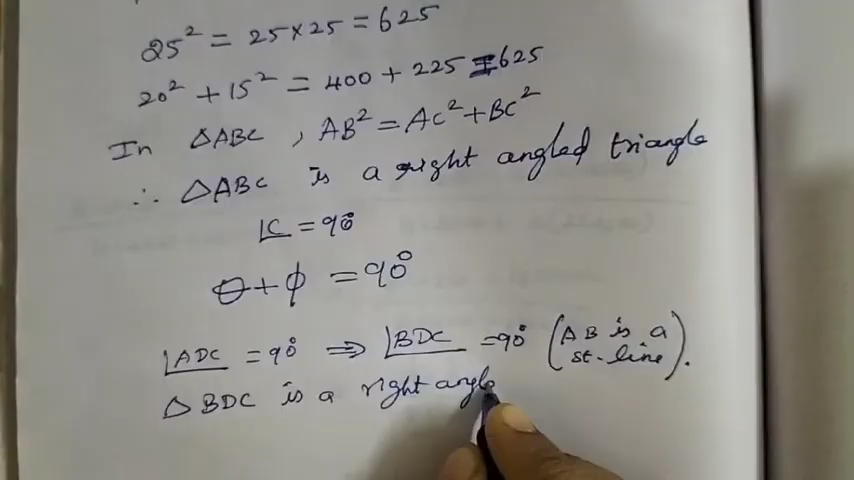 25² = 25×25 = 625
20² + 15² = 400 + 225 = 625
In △ABC , AB² = AC² + BC²
∴ △ABC is a right angled triangle
∠C = 90°
θ + ϕ = 90°
∠ADC = 90° ⇒ ∠BDC = 90° (AB is a st-line).
△ BDC is a right angle